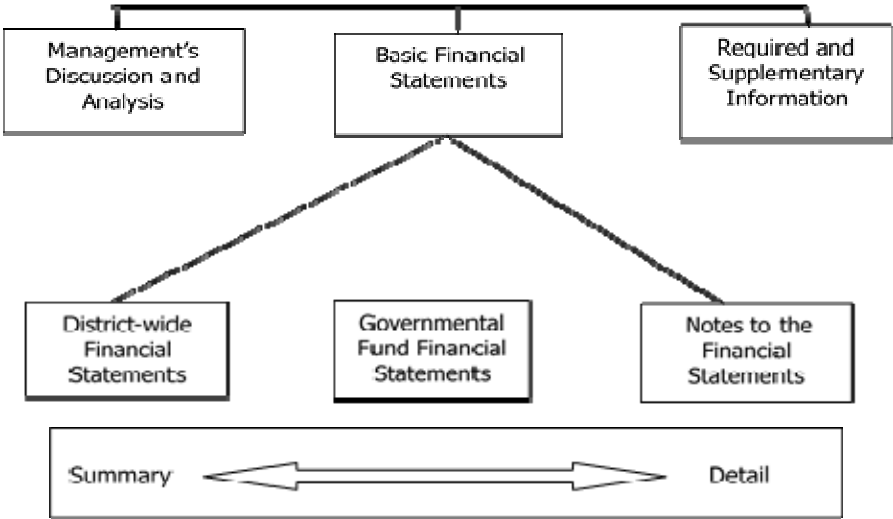 Management's
Discussion and
Analysis
Basic Financial
Statements
Required and
Supplementary
Information
District-wide
Financial
Statements
Governmental
Fund Financial
Statements
Notes to the
Financial
Statements
Summary
Detail